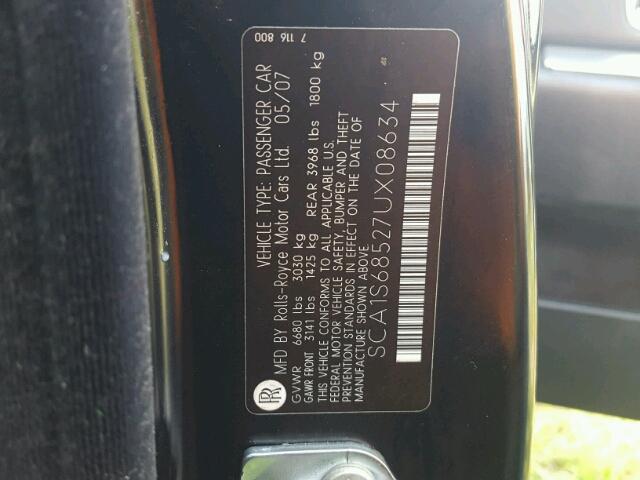 7 116 800
VEHICLE TYPE: PASSENGER CAR
MFD BY Rolls-Royce Motor Cars Ltd. 05/07
GVWR 6680 lbs 3030 kg
GAWR FRONT 3141 lbs 1425 kg REAR 3968 lbs 1800 kg
THIS VEHICLE CONFORMS TO ALL APPLICABLE U.S.
FEDERAL MOTOR VEHICLE SAFETY, BUMPER AND THEFT
PREVENTION STANDARDS IN EFFECT ON THE DATE OF
MANUFACTURE SHOWN ABOVE.
SCA1S68527UX08634
RR